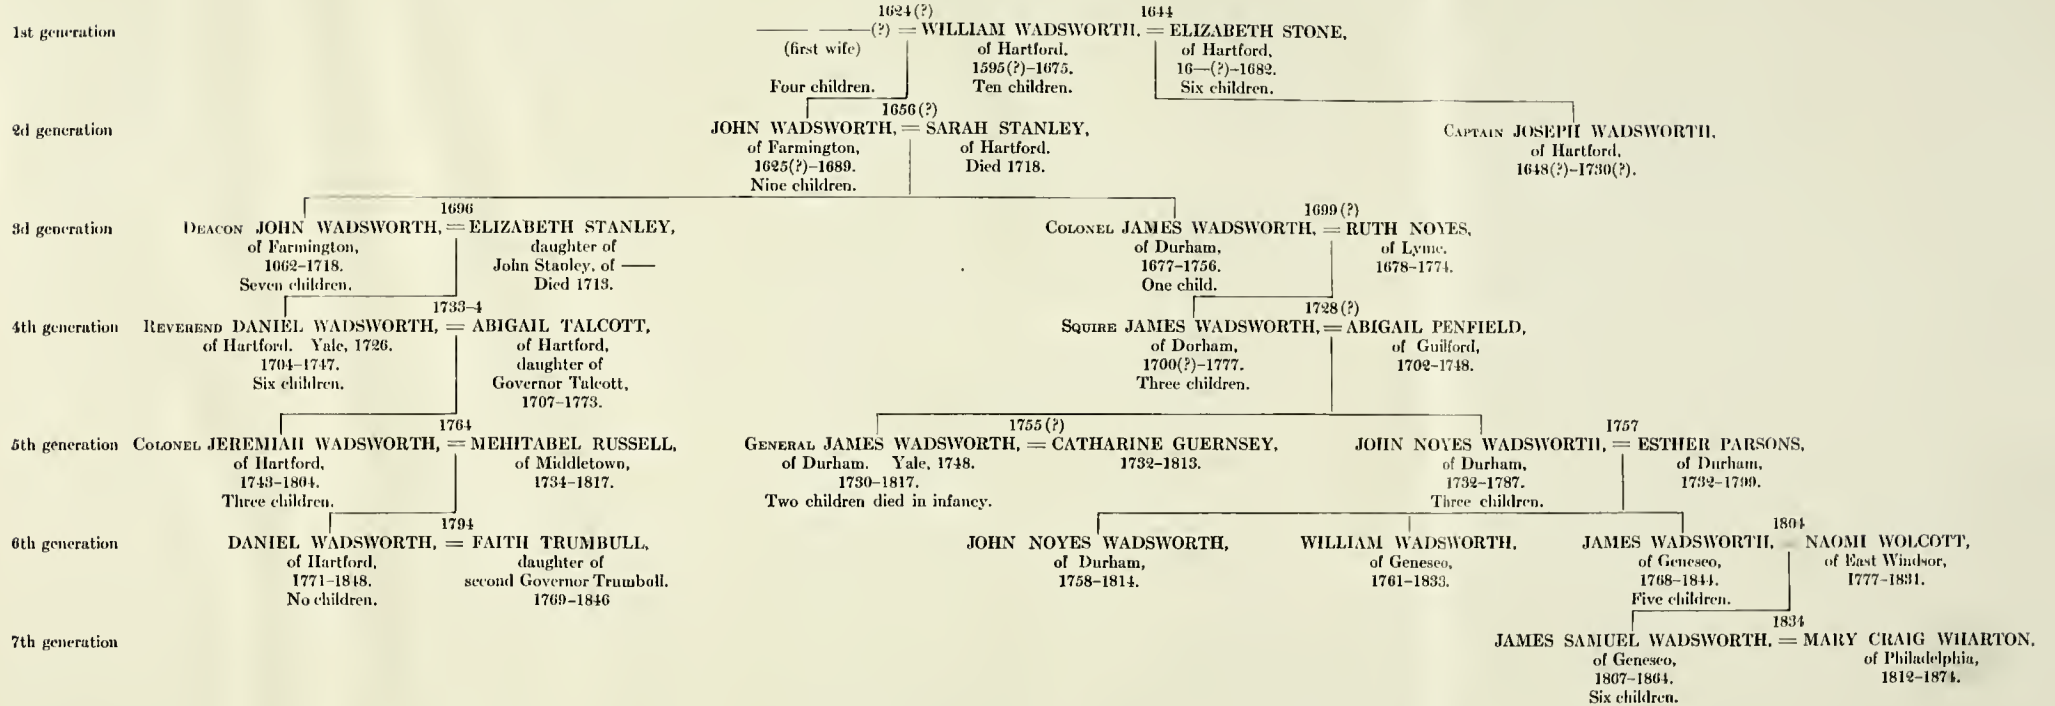 1624(?) 1644
1st generation — —(?) = WILLIAM WADSWORTH, = ELIZABETH STONE,
(first wife) of Hartford. of Hartford,
1595(?)–1675. 16—(?)–1682.
Four children. Ten children. Six children.
1656(?)
2d generation JOHN WADSWORTH, = SARAH STANLEY, CAPTAIN JOSEPH WADSWORTH,
of Farmington, of Hartford. of Hartford,
1625(?)–1689. Died 1718. 1648(?)–1730(?).
Nine children.
1696 1699(?)
3d generation DEACON JOHN WADSWORTH, = ELIZABETH STANLEY, COLONEL JAMES WADSWORTH, = RUTH NOYES,
of Farmington, daughter of of Durham, of Lyme.
1662–1718. John Stanley, of — 1677–1756. 1678–1774.
Seven children. Died 1713. One child.
1733–4 1728(?)
4th generation REVEREND DANIEL WADSWORTH, = ABIGAIL TALCOTT, SQUIRE JAMES WADSWORTH, = ABIGAIL PENFIELD,
of Hartford. Yale, 1726. of Hartford, of Dorham, of Guilford,
1704–1747. daughter of 1700(?)–1777. 1702–1748.
Six children. Governor Talcott, Three children.
1707–1773.
1764 1755(?) 1757
5th generation COLONEL JEREMIAH WADSWORTH, = MEHITABEL RUSSELL, GENERAL JAMES WADSWORTH, = CATHARINE GUERNSEY, JOHN NOYES WADSWORTH, = ESTHER PARSONS,
of Hartford, of Middletown, of Durham. Yale, 1748. 1732–1813. of Durham, of Durham,
1743–1804. 1734–1817. 1730–1817. 1732–1787. 1732–1799.
Three children. Two children died in infancy. Three children.
1794 1804
6th generation DANIEL WADSWORTH, = FAITH TRUMBULL, JOHN NOYES WADSWORTH, WILLIAM WADSWORTH, JAMES WADSWORTH, = NAOMI WOLCOTT,
of Hartford, daughter of of Durham, of Geneseo, of Geneseo, of East Windsor,
1771–1848. second Governor Trumbull. 1758–1814. 1761–1833. 1768–1844. 1777–1831.
No children. 1769–1846 Five children.
1834
7th generation JAMES SAMUEL WADSWORTH, = MARY CRAIG WHARTON,
of Geneseo, of Philadelphia,
1807–1864. 1812–1874.
Six children.